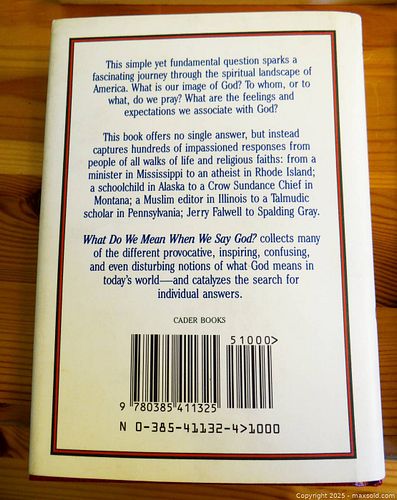 This simple yet fundamental question sparks a
fascinating journey through the spiritual landscape of
America. What is our image of God? To whom, or to
what, do we pray? What are the feelings and
expectations we associate with God?
This book offers no single answer, but instead
captures hundreds of impassioned responses from
people of all walks of life and religious faiths: from a
minister in Mississippi to an atheist in Rhode Island;
a schoolchild in Alaska to a Crow Sundance Chief in
Montana; a Muslim editor in Illinois to a Talmudic
scholar in Pennsylvania; Jerry Falwell to Spalding Gray.
What Do We Mean When We Say God? collects many
of the different provocative, inspiring, confusing,
and even disturbing notions of what God means in
today's world—and catalyzes the search for
individual answers.
CADER BOOKS
51000>
9 780385 411325
N 0-385-41132-4>1000
Copyright 2025 - maxsold.com